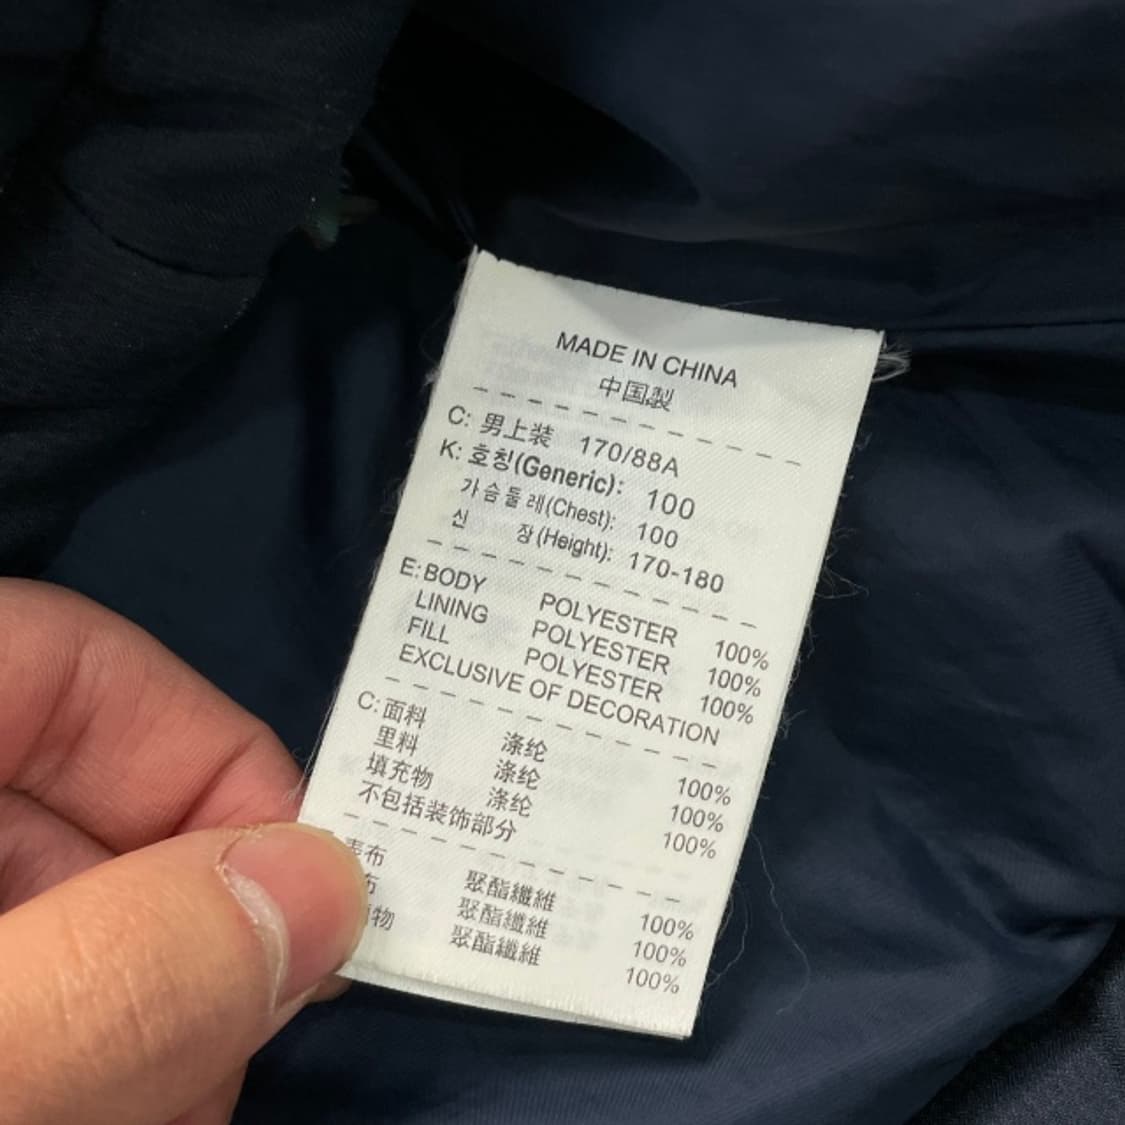 MADE IN CHINA
中国製
C: 男上装 170/88A
K: 호칭(Generic): 100
가슴둘레(Chest): 100
신 장(Height): 170-180
E: BODY POLYESTER 100%
LINING POLYESTER 100%
FILL POLYESTER 100%
EXCLUSIVE OF DECORATION
C: 面料 涤纶 100%
里料 涤纶 100%
填充物 涤纶 100%
不包括装饰部分
布 聚酯纖維 100%
布 聚酯纖維 100%
物 聚酯纖維 100%